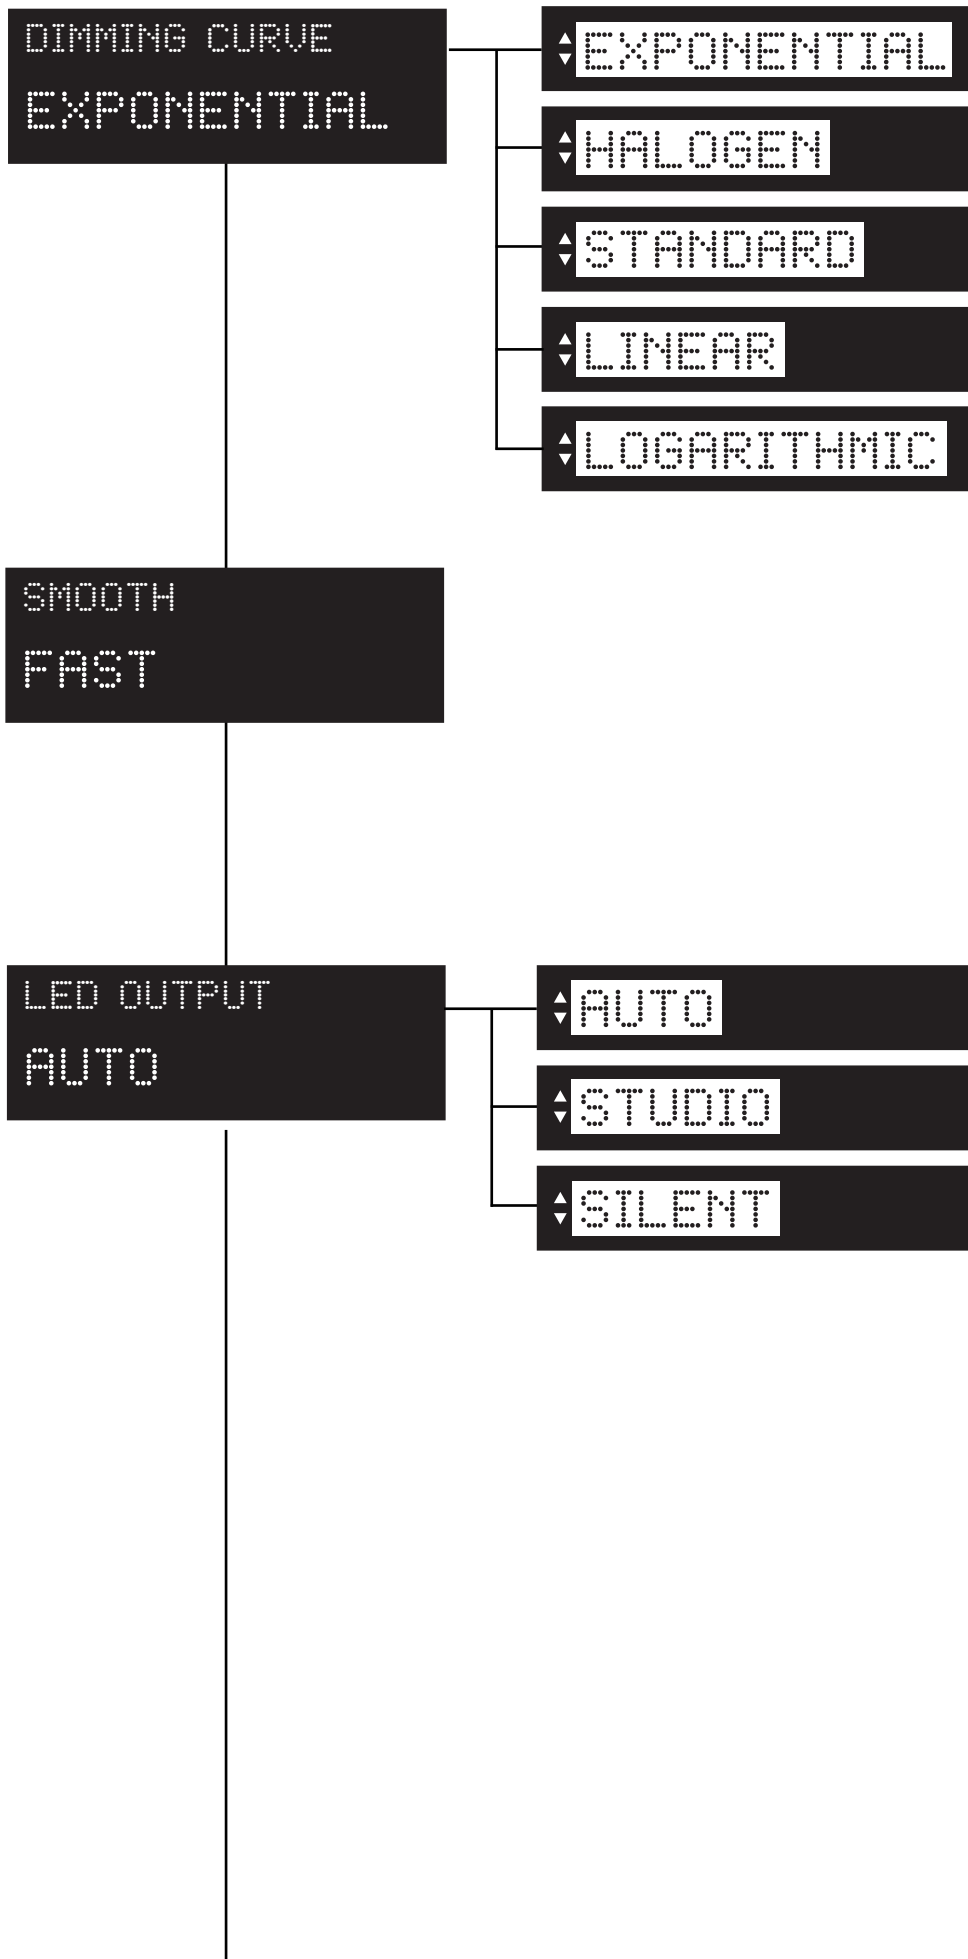 DIMMING CURVE
EXPONENTIAL
EXPONENTIAL
HALOGEN
STANDARD
LINEAR
LOGARITHMIC
SMOOTH
FAST
LED OUTPUT
AUTO
AUTO
STUDIO
SILENT